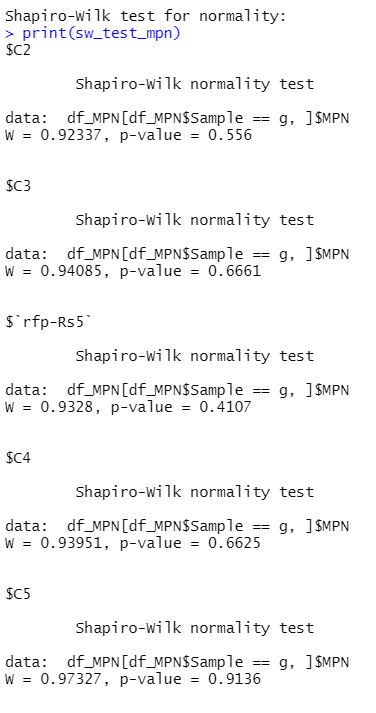 Shapiro-Wilk test for normality:
> print(sw_test_mpn)
$C2
Shapiro-Wilk normality test
data:  df_MPN[df_MPN$Sample == g, ]$MPN
W = 0.92337, p-value = 0.556
$C3
Shapiro-Wilk normality test
data:  df_MPN[df_MPN$Sample == g, ]$MPN
W = 0.94085, p-value = 0.6661
$`rfp-Rs5`
Shapiro-Wilk normality test
data:  df_MPN[df_MPN$Sample == g, ]$MPN
W = 0.9328, p-value = 0.4107
$C4
Shapiro-Wilk normality test
data:  df_MPN[df_MPN$Sample == g, ]$MPN
W = 0.93951, p-value = 0.6625
$C5
Shapiro-Wilk normality test
data:  df_MPN[df_MPN$Sample == g, ]$MPN
W = 0.97327, p-value = 0.9136